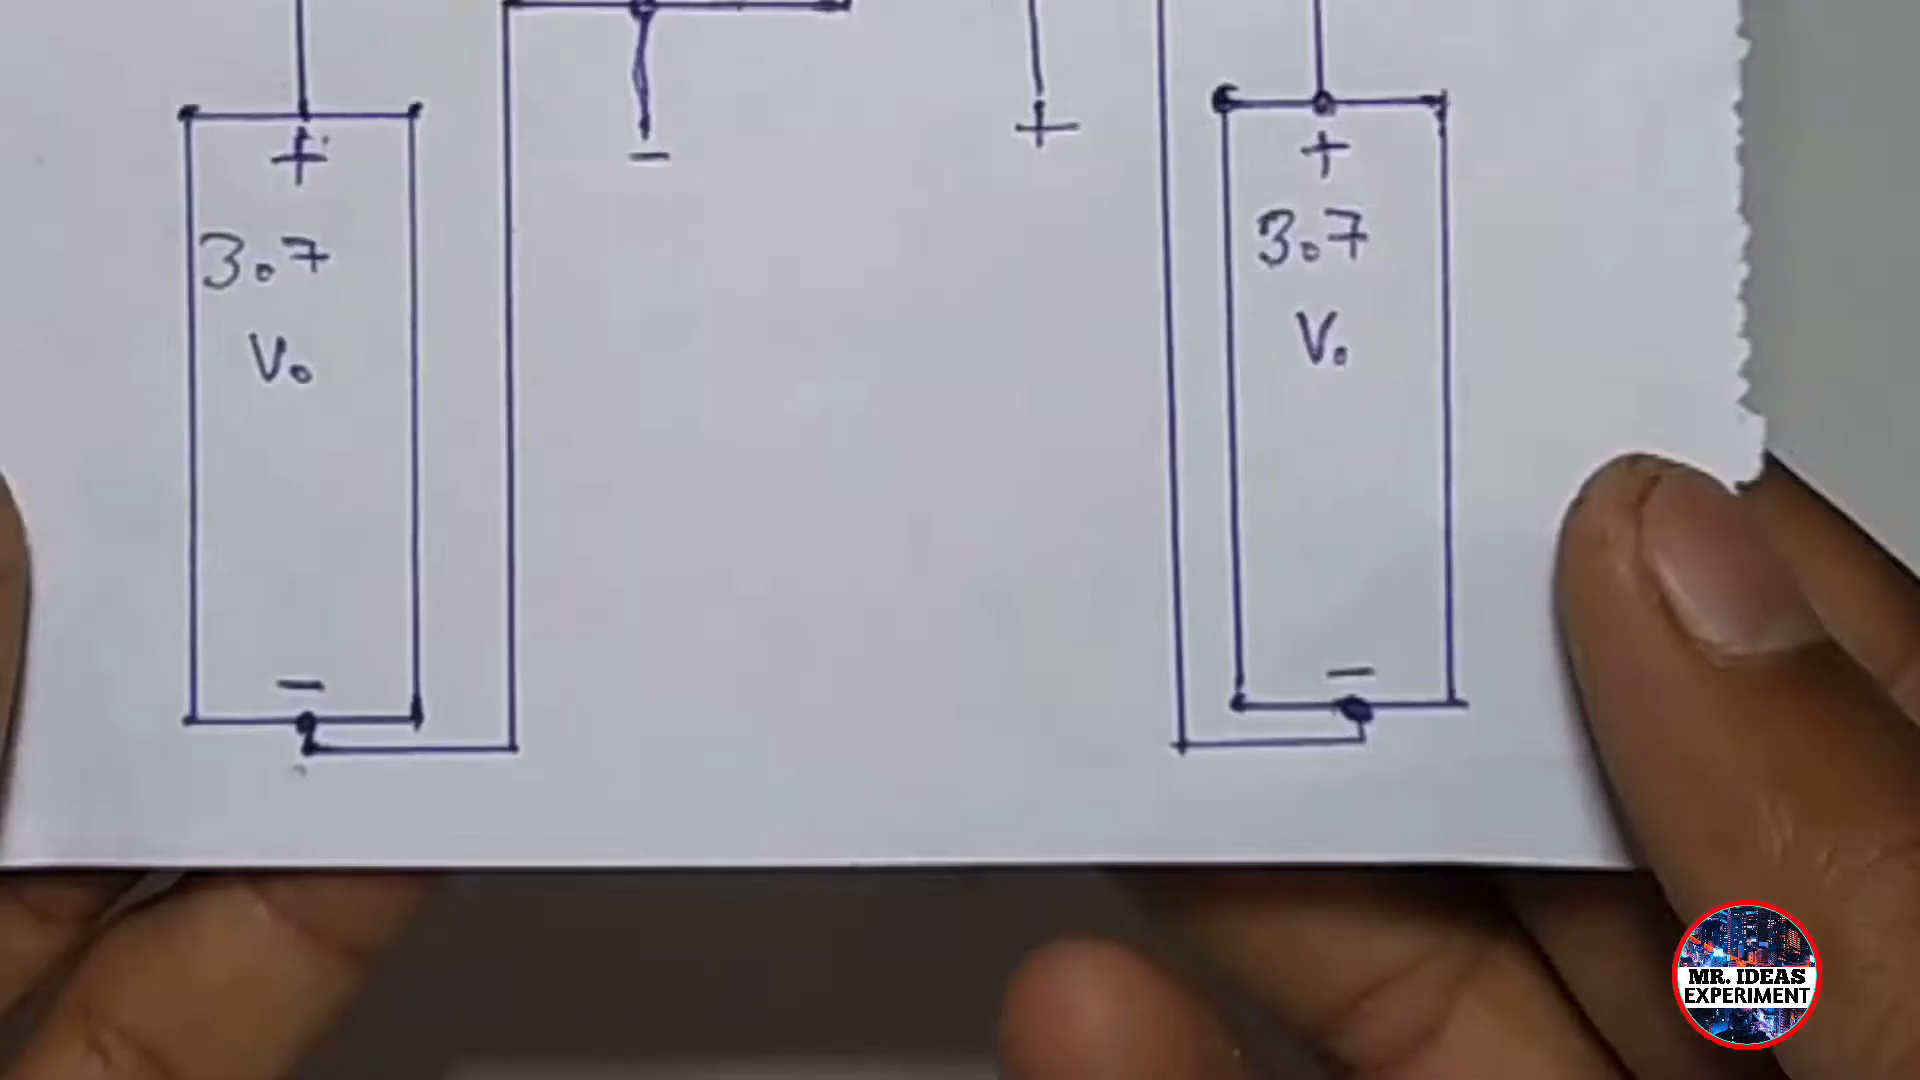 -
+
+
3.7
V.
-
+
3.7
V.
-
MR. IDEAS
EXPERIMENT